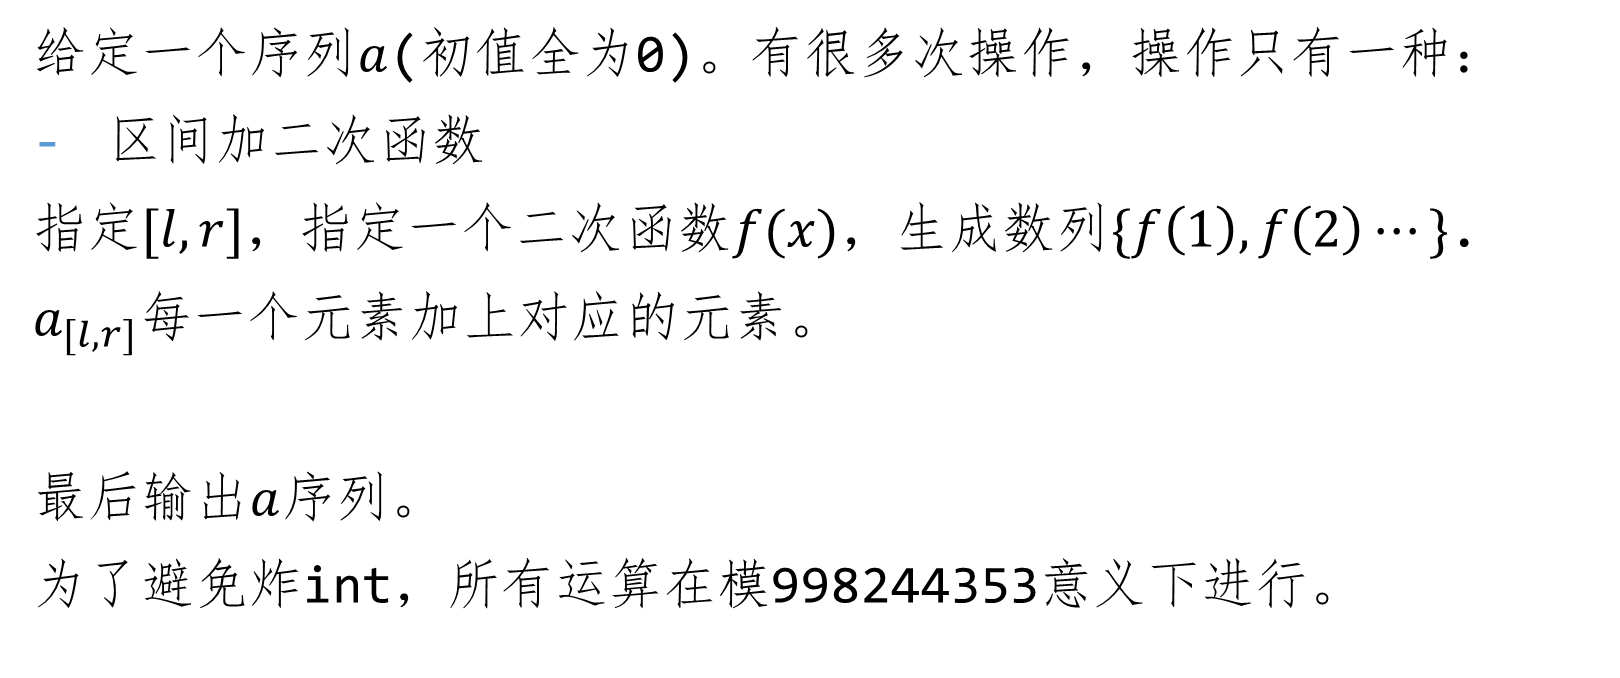 给定一个序列a(初值全为0)。有很多次操作，操作只有一种：
- 区间加二次函数
指定[l,r]，指定一个二次函数f(x)，生成数列{f(1),f(2)⋯}.
a[l,r]每一个元素加上对应的元素。
最后输出a序列。
为了避免炸int，所有运算在模998244353意义下进行。